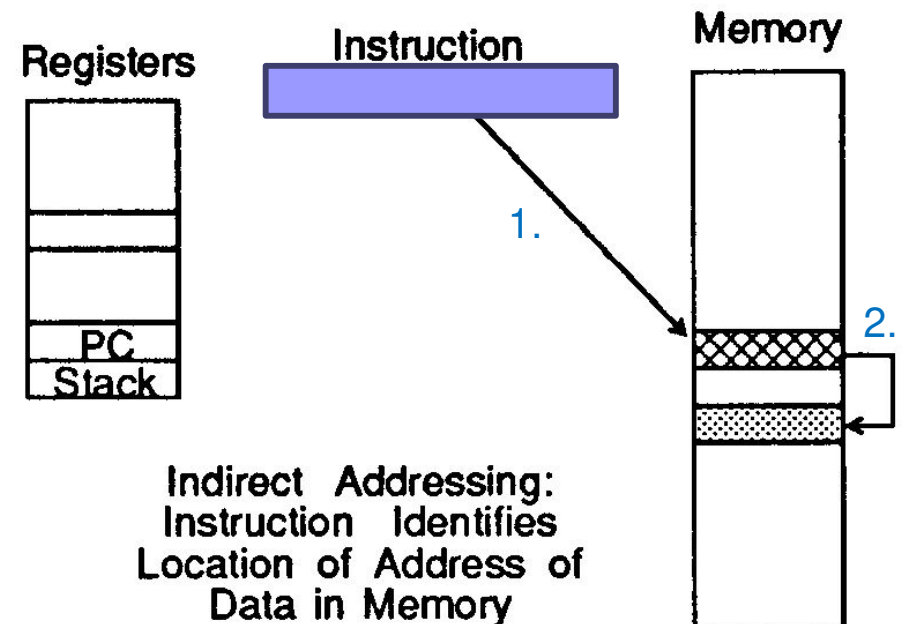 Registers
Instruction
Memory
1.
2.
PC
Stack
Indirect Addressing:
Instruction Identifies
Location of Address of
Data in Memory